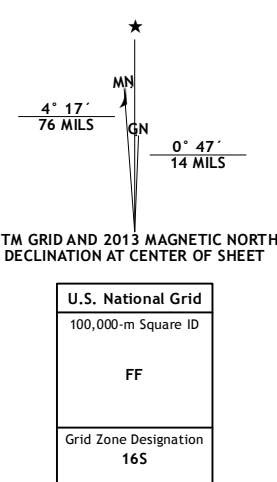 ★
MN
GN
4° 17´
76 MILS
0° 47´
14 MILS
TM GRID AND 2013 MAGNETIC NORTH
DECLINATION AT CENTER OF SHEET
U.S. National Grid
100,000-m Square ID
FF
Grid Zone Designation
16S